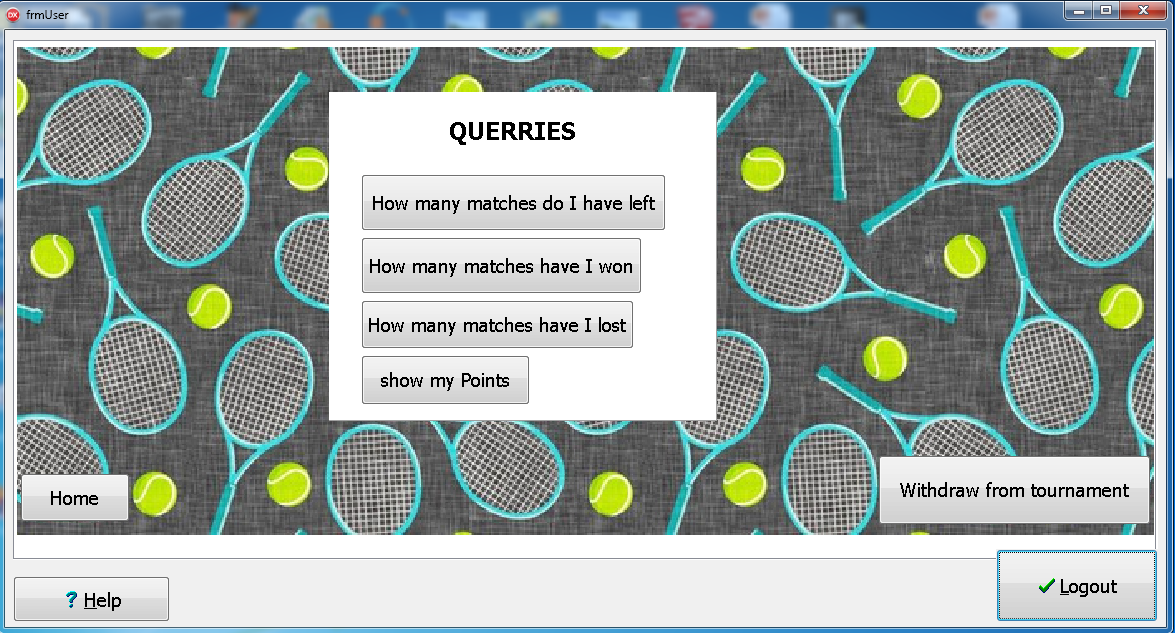 DX frmUser
QUERRIES
How many matches do I have left
How many matches have I won
How many matches have I lost
show my Points
Home
Withdraw from tournament
? Help
Logout